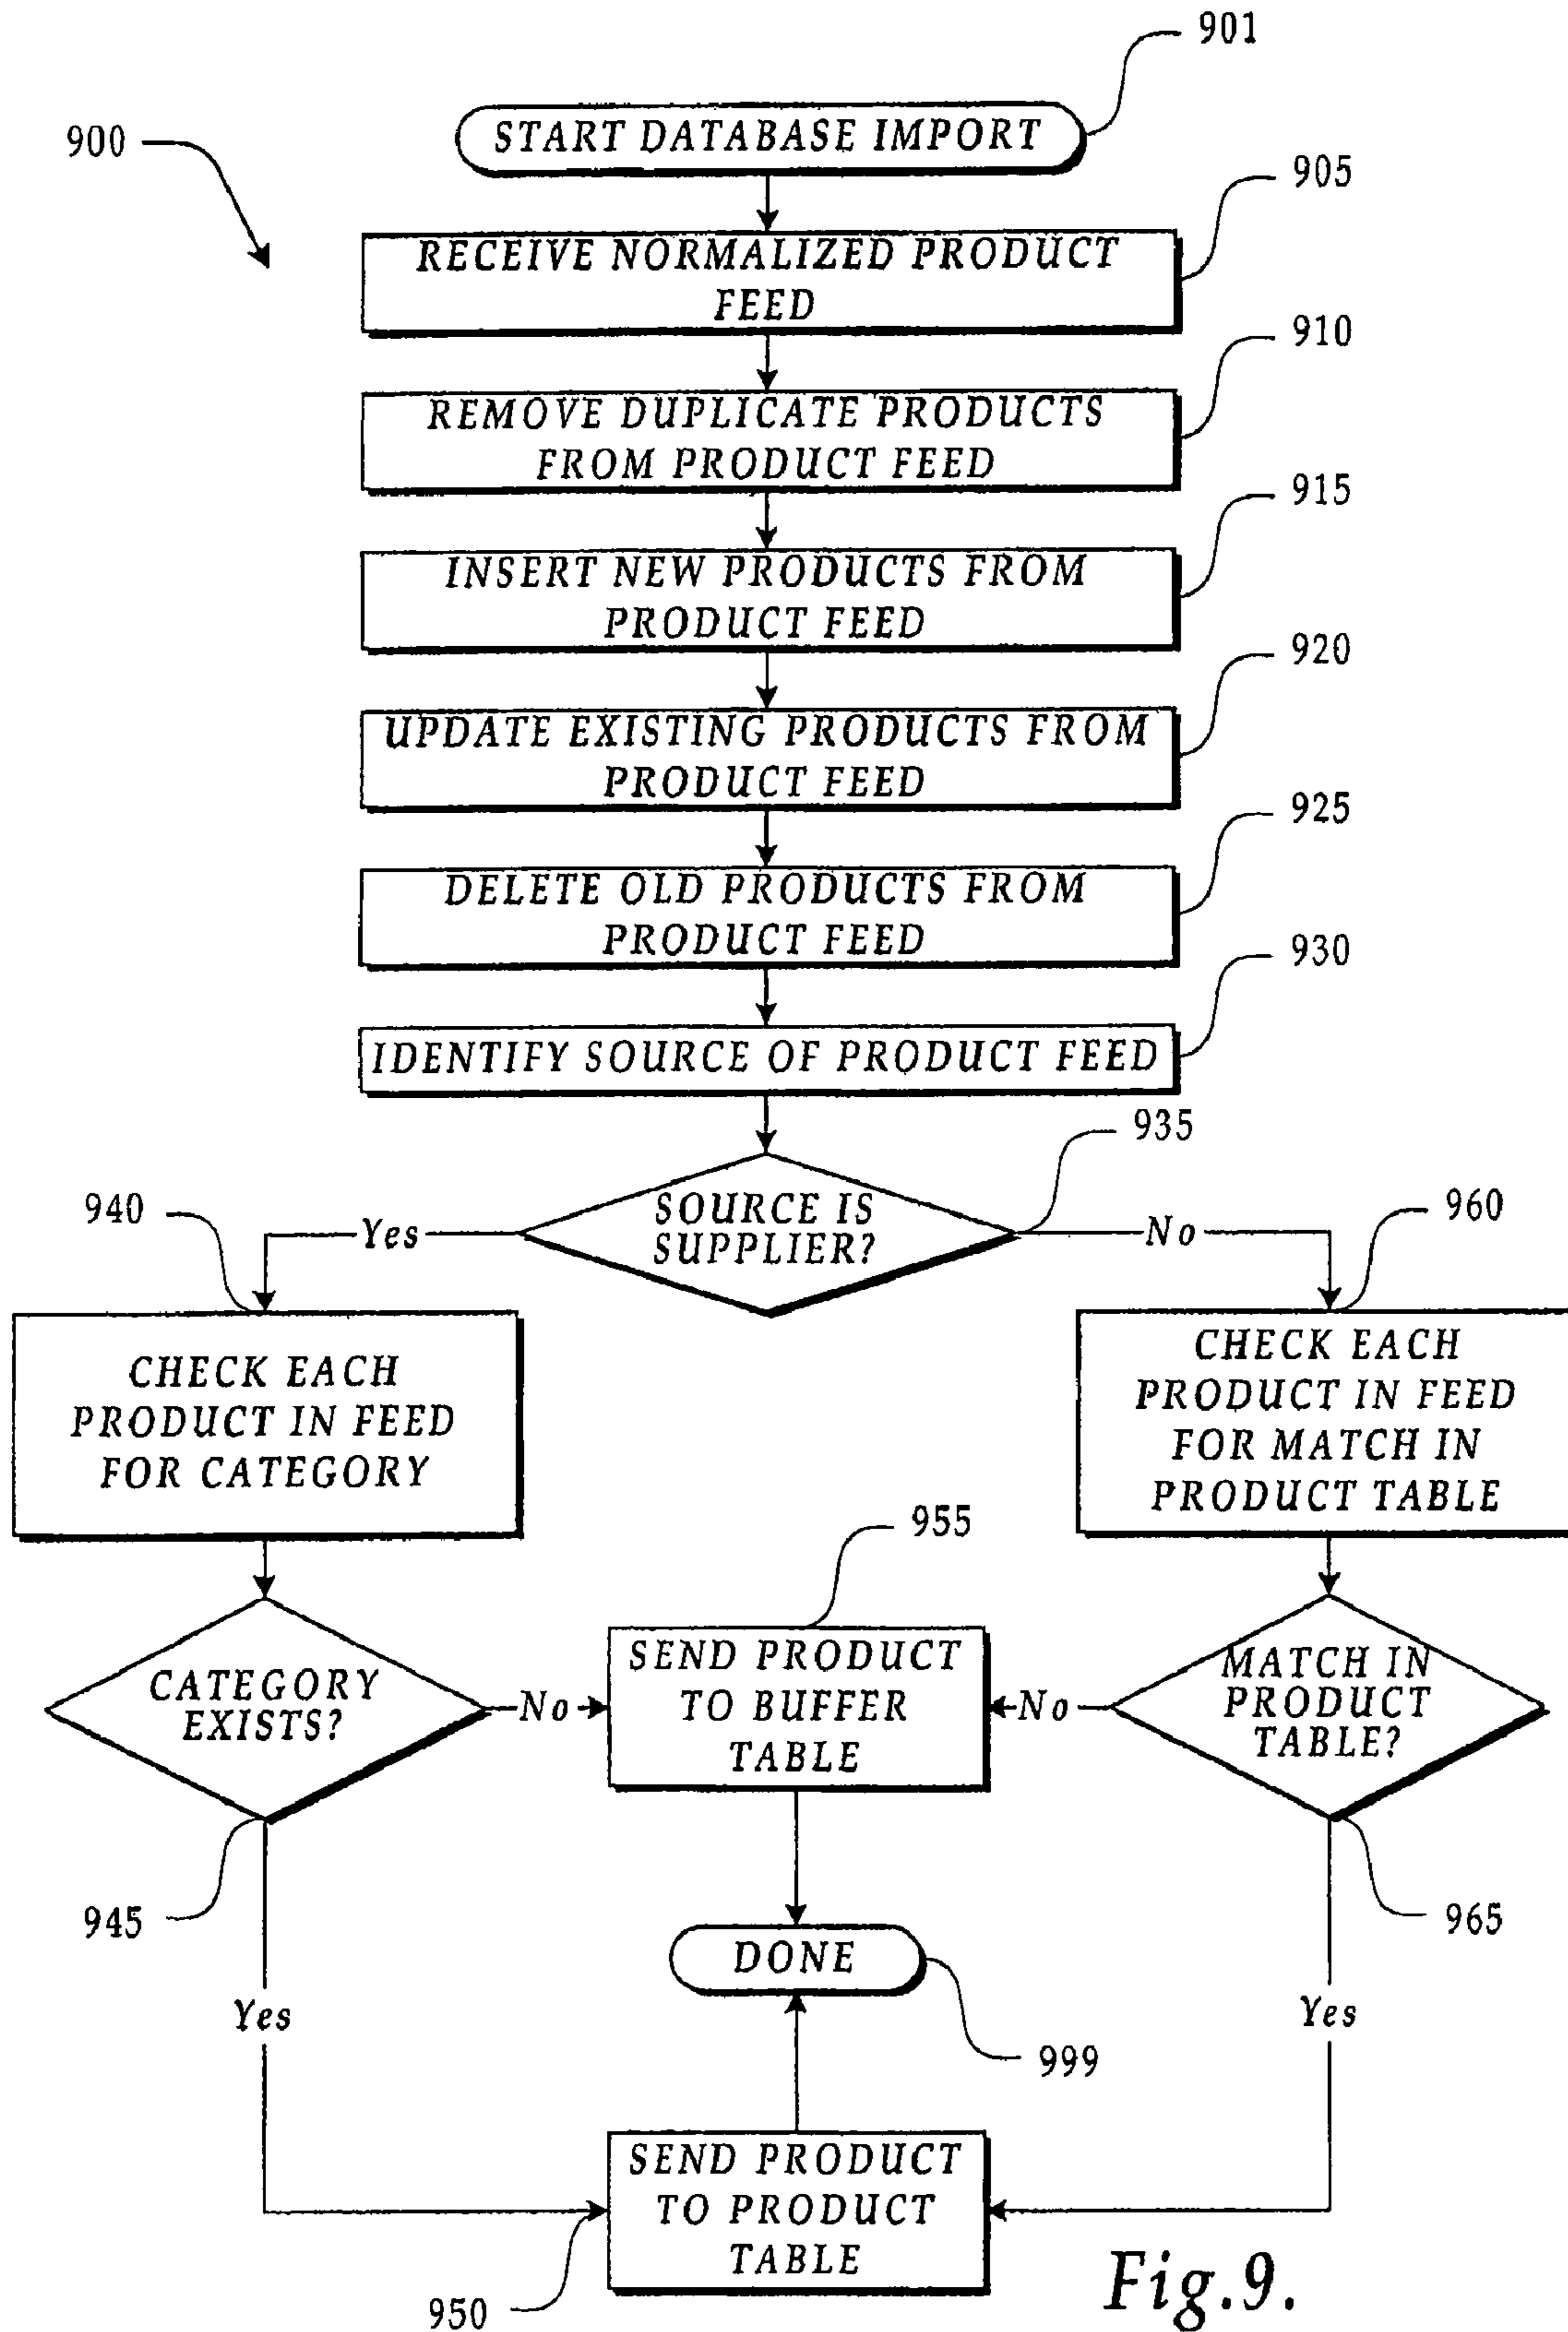 901
900
START DATABASE IMPORT
905
RECEIVE NORMALIZED PRODUCT
FEED
910
REMOVE DUPLICATE PRODUCTS
FROM PRODUCT FEED
915
INSERT NEW PRODUCTS FROM
PRODUCT FEED
920
UPDATE EXISTING PRODUCTS FROM
PRODUCT FEED
925
DELETE OLD PRODUCTS FROM
PRODUCT FEED
930
IDENTIFY SOURCE OF PRODUCT FEED
935
SOURCE IS
SUPPLIER?
Yes
No
940
960
CHECK EACH
PRODUCT IN FEED
FOR CATEGORY
CHECK EACH
PRODUCT IN FEED
FOR MATCH IN
PRODUCT TABLE
955
CATEGORY
EXISTS?
No
SEND PRODUCT
TO BUFFER
TABLE
No
MATCH IN
PRODUCT
TABLE?
945
965
DONE
999
Yes
Yes
SEND PRODUCT
TO PRODUCT
TABLE
950
Fig.9.